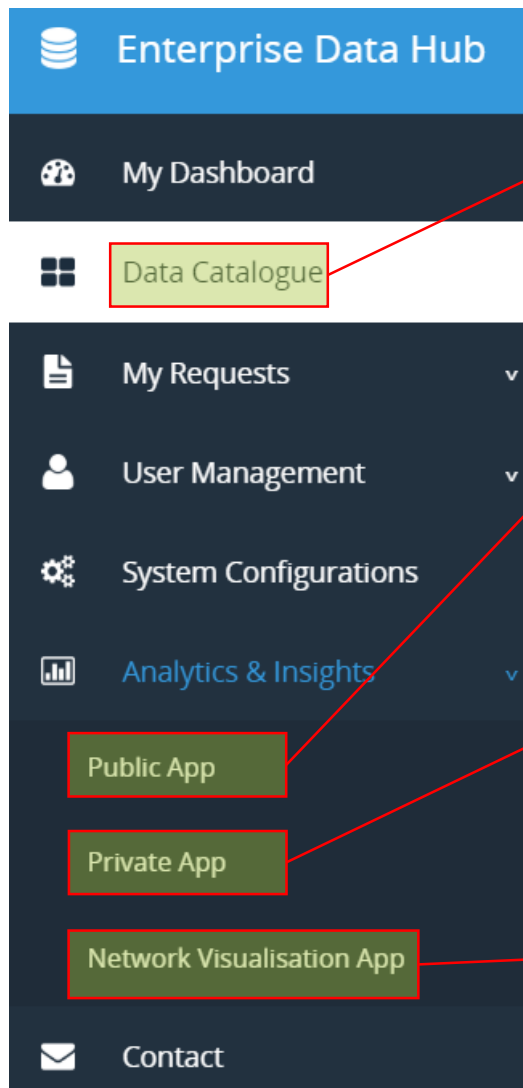 Enterprise Data Hub
My Dashboard
Data Catalogue
My Requests
User Management
System Configurations
Analytics & Insights
Public App
Private App
Network Visualisation App
Contact